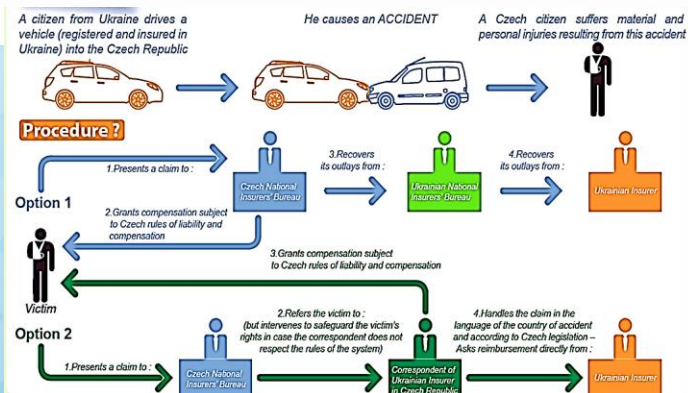 A citizen from Ukraine drives a
vehicle (registered and insured in
Ukraine) into the Czech Republic
He causes an ACCIDENT
A Czech citizen suffers material and
personal injuries resulting from this accident
Procedure ?
1.Presents a claim to :
Czech National
Insurers' Bureau
3.Recovers
its outlays from :
Ukrainian National
Insurers' Bureau
4.Recovers
its outlays from :
Ukrainian Insurer
Option 1
2.Grants compensation subject
to Czech rules of liability and
compensation
3.Grants compensation subject
to Czech rules of liability and compensation
Victim
Option 2
1.Presents a claim to :
Czech National
Insurers' Bureau
2.Refers the victim to :
(but intervenes to safeguard the victim's
rights in case the correspondent does not
respect the rules of the system)
Correspondent of
Ukrainian Insurer
in Czech Republic
4.Handles the claim in the
language of the country of accident
and according to Czech legislation –
Asks reimbursement directly from :
Ukrainian Insurer